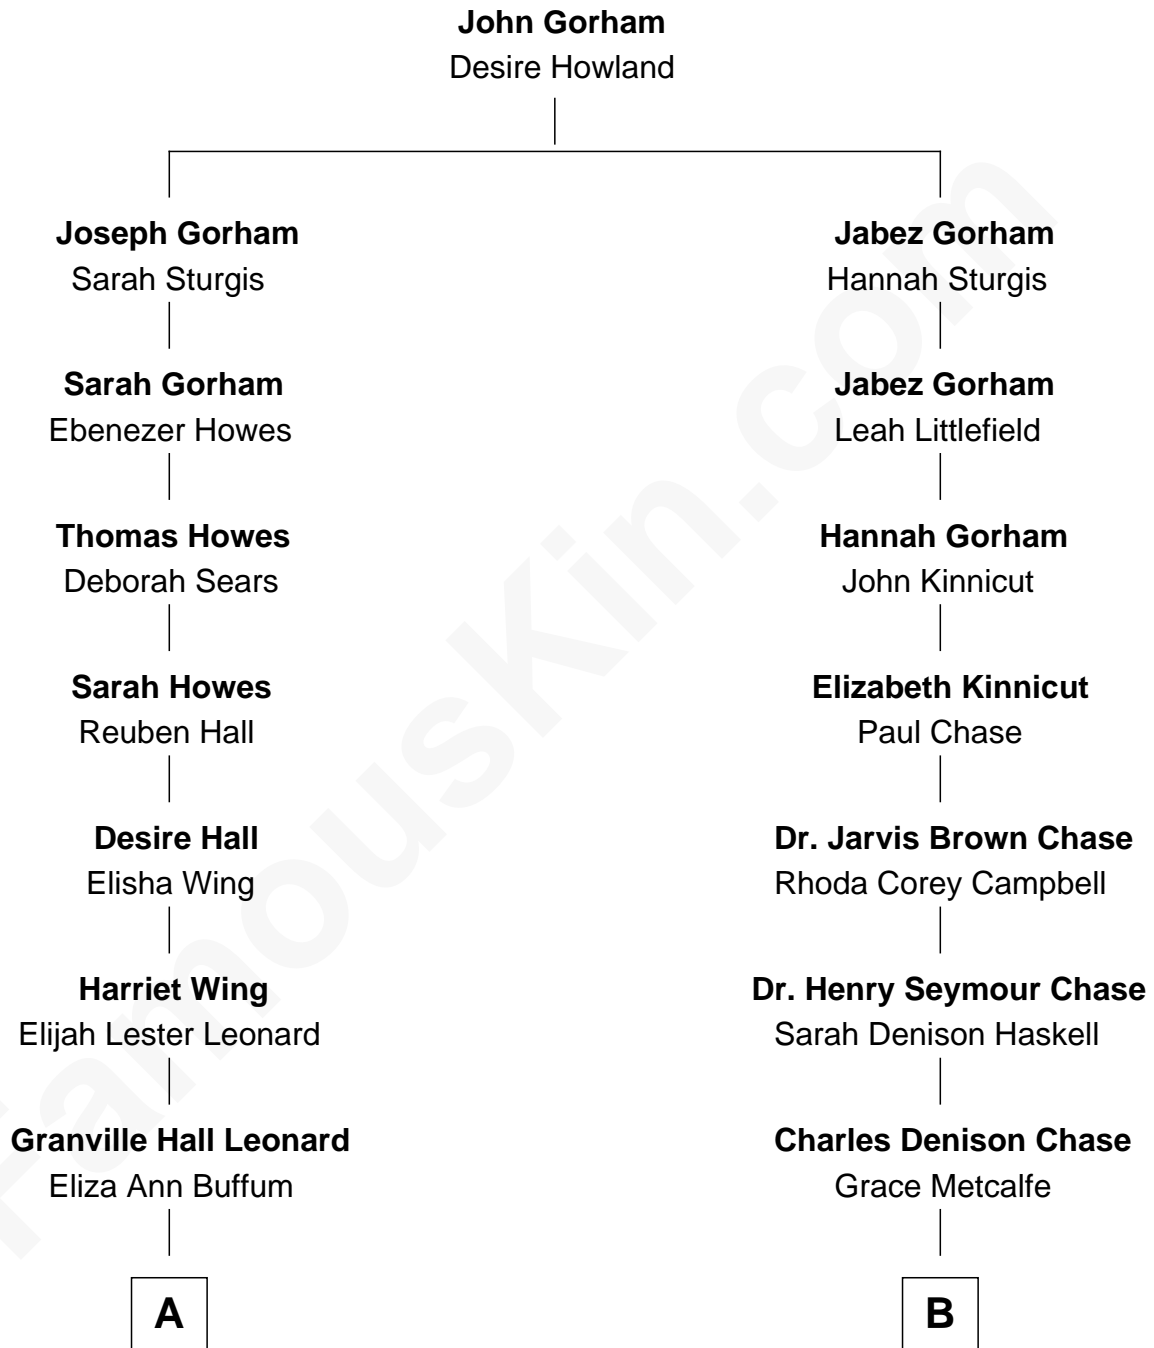 John Gorham
Desire Howland
Joseph Gorham
Sarah Sturgis
Jabez Gorham
Hannah Sturgis
Sarah Gorham
Ebenezer Howes
Jabez Gorham
Leah Littlefield
Thomas Howes
Deborah Sears
Hannah Gorham
John Kinnicut
Sarah Howes
Reuben Hall
Elizabeth Kinnicut
Paul Chase
Desire Hall
Elisha Wing
Dr. Jarvis Brown Chase
Rhoda Corey Campbell
Harriet Wing
Elijah Lester Leonard
Dr. Henry Seymour Chase
Sarah Denison Haskell
Granville Hall Leonard
Eliza Ann Buffum
Charles Denison Chase
Grace Metcalfe
A
B
FamousKin.com